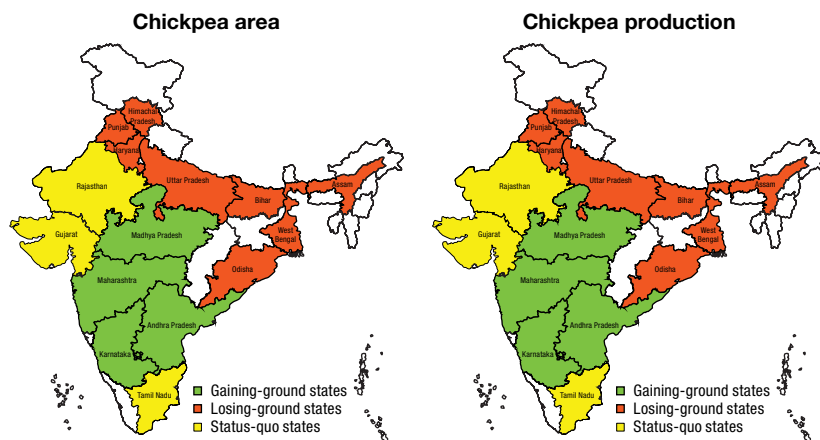 Chickpea area
Himachal
Pradesh
Punjab
Haryana
Rajasthan
Uttar Pradesh
Bihar
Assam
Gujarat
Madhya Pradesh
West
Bengal
Odisha
Maharashtra
Andhra Pradesh
Karnataka
Tamil Nadu
Gaining-ground states
Losing-ground states
Status-quo states
Chickpea production
Himachal
Pradesh
Punjab
Haryana
Rajasthan
Uttar Pradesh
Bihar
Assam
Gujarat
Madhya Pradesh
West
Bengal
Odisha
Maharashtra
Andhra Pradesh
Karnataka
Tamil Nadu
Gaining-ground states
Losing-ground states
Status-quo states